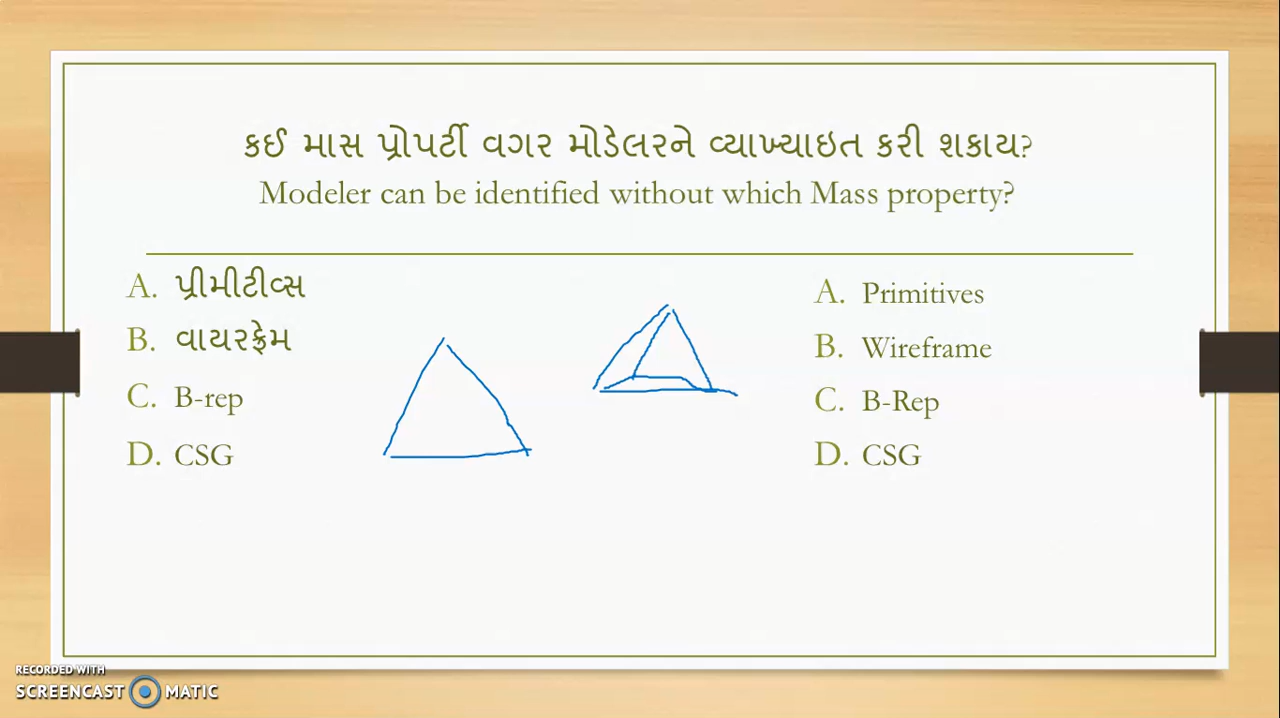 કઈ માસ પ્રોપર્ટી વગર મોડેલરને વ્યાખ્યાઇત કરી શકાય?
Modeler can be identified without which Mass property?
A. પ્રીમીટીવ્સ
B. વાયરફ્રેમ
C. B-rep
D. CSG
A. Primitives
B. Wireframe
C. B-Rep
D. CSG
RECORDED WITH
SCREENCAST MATIC